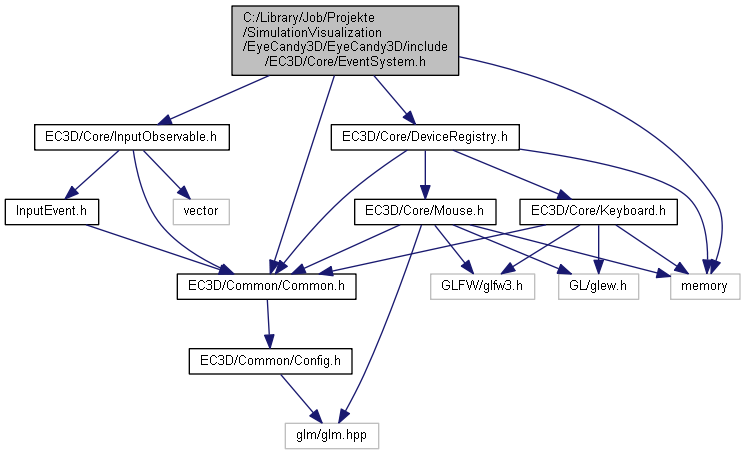 C:/Library/Job/Projekte
/SimulationVisualization
/EyeCandy3D/EyeCandy3D/include
/EC3D/Core/EventSystem.h
EC3D/Core/InputObservable.h
EC3D/Core/DeviceRegistry.h
InputEvent.h
vector
EC3D/Core/Mouse.h
EC3D/Core/Keyboard.h
EC3D/Common/Common.h
GLFW/glfw3.h
GL/glew.h
memory
EC3D/Common/Config.h
glm/glm.hpp